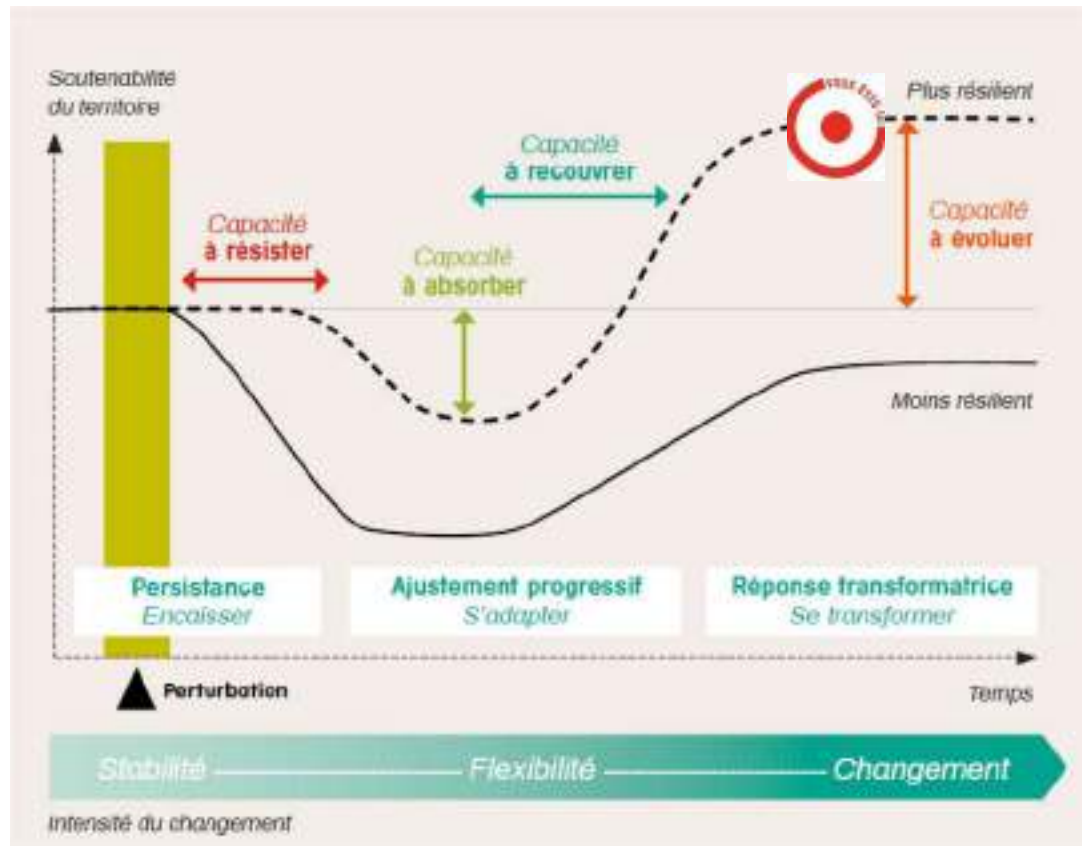 Soutenabilité
du territoire
Plus résilient
Capacité
à recouvrer
Capacité
à résister
Capacité
à absorber
Capacité
à évoluer
Moins résilient
Persistance
Encaisser
Ajustement progressif
S'adapter
Réponse transformatrice
Se transformer
Perturbation
Temps
Stabilité
Flexibilité
Changement
Intensité du changement